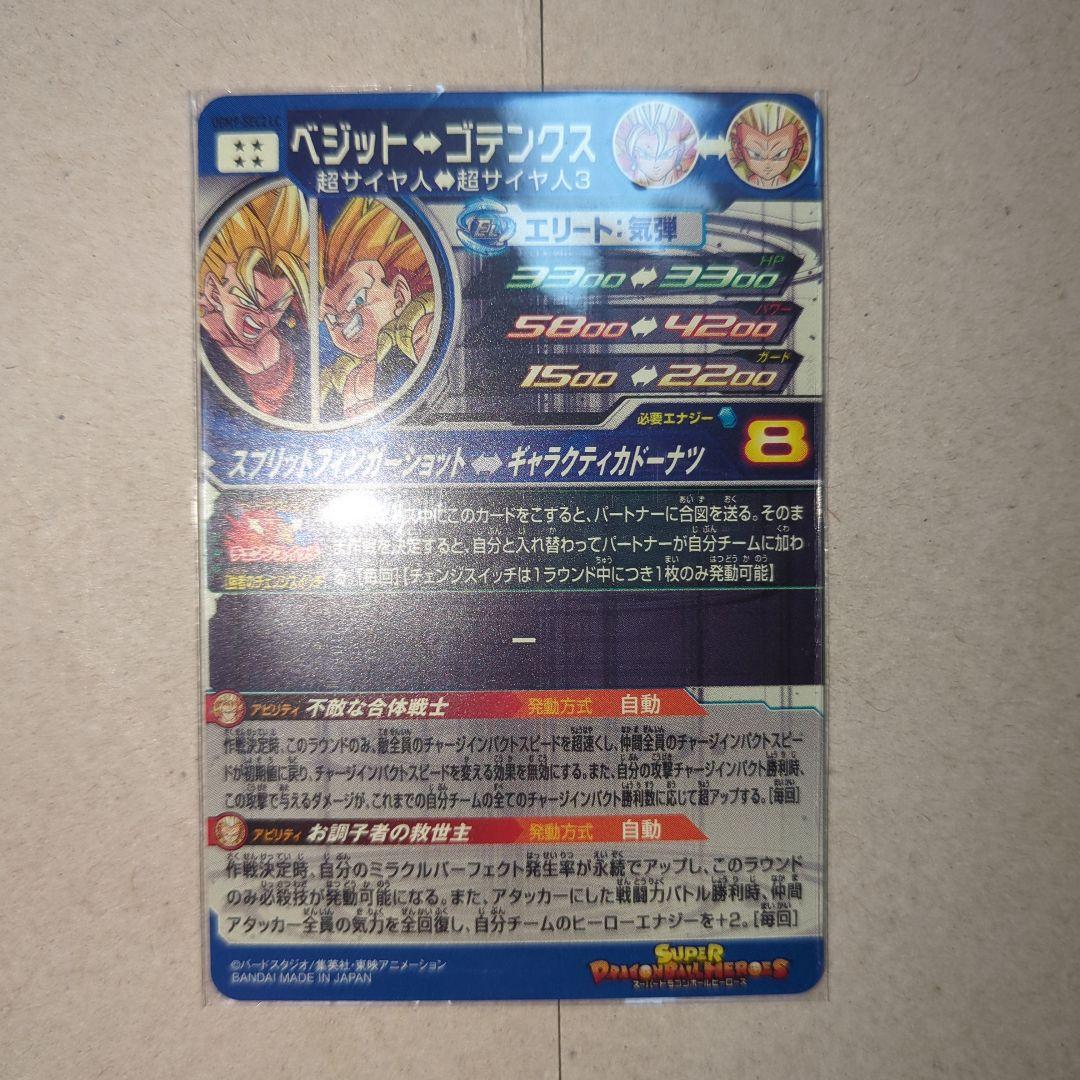 ベジット⇔ゴテンクス
超サイヤ人⇔超サイヤ人3
エリート:気弾
HP
3300⇔3300
パワー
5800⇔4200
ガード
1500⇔2200
必要エナジー
8
スプリットフィンガーショット⇔ギャラクティカドーナツ
にこのカードをこすると、パートナーに合図を送る。そのま
チェンジスイッチ
を決定すると、自分と入れ替わってパートナーが自分チームに加わ
のチェンジスイッチ
[毎回][チェンジスイッチは1ラウンド中につき1枚のみ発動可能]
ー
アビリティ 不敵な合体戦士 発動方式 自動
作戦決定時、このラウンドのみ、敵全員のチャージインパクトスピードを超速くし、仲間全員のチャージインパクトスピー
ドが初期値に戻り、チャージインパクトスピードを変える効果を無効にする。また、自分の攻撃チャージインパクト勝利時、
この攻撃で与えるダメージが、これまでの自分チームの全てのチャージインパクト勝利数に応じて超アップする。[毎回]
アビリティ お調子者の救世主 発動方式 自動
作戦決定時、自分のミラクルパーフェクト発生率が永続でアップし、このラウンド
のみ必殺技が発動可能になる。また、アタッカーにした戦闘力バトル勝利時、仲間
アタッカー全員の気力を全回復し、自分チームのヒーローエナジーを+2。[毎回]
©バードスタジオ/集英社・東映アニメーション
BANDAI MADE IN JAPAN
SUPER
DRAGONBALL HEROES
スーパードラゴンボールヒーローズ